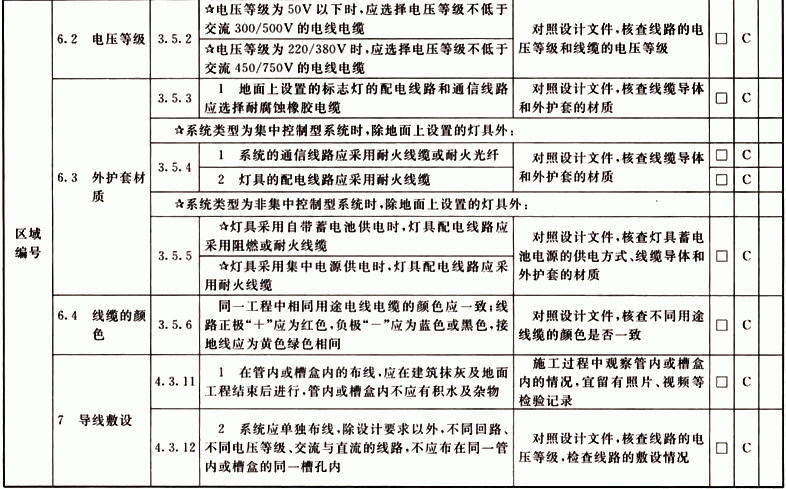 ☆电压等级为50V以下时,应选择电压等级不低于
交流300/500V的电线电缆
6.2 电压等级
3.5.2
对照设计文件,核查线路的电
压等级和线缆的电压等级
□
C
☆电压等级为220/380V时,应选择电压等级不低于
交流450/750V的电线电缆
3.5.3
1 地面上设置的标志灯的配电线路和通信线路
应选择耐腐蚀橡胶电缆
对照设计文件,核查线缆导体
和外护套的材质
□
C
☆系统类型为集中控制型系统时,除地面上设置的灯具外:
6.3 外护套材
质
3.5.4
1 系统的通信线路应采用耐火线缆或耐火光纤
对照设计文件,核查线缆导体
和外护套的材质
□
C
2 灯具的配电线路应采用耐火线缆
□
C
☆系统类型为非集中控制型系统时,除地面上设置的灯具外:
区域
编号
3.5.5
☆灯具采用自带蓄电池供电时,灯具配电线路应
采用阻燃或耐火线缆
对照设计文件,核查灯具蓄电
池电源的供电方式、线缆导体和
外护套的材质
□
C
☆灯具采用集中电源供电时,灯具配电线路应采
用耐火线缆
6.4 线缆的颜
色
3.5.6
同一工程中相同用途电线电缆的颜色应一致;线
路正极“+”应为红色,负极“−”应为蓝色或黑色,接
地线应为黄色绿色相间
对照设计文件,核查不同用途
线缆的颜色是否一致
□
C
7 导线敷设
4.3.11
1 在管内或槽盒内的布线,应在建筑抹灰及地面
工程结束后进行,管内或槽盒内不应有积水及杂物
施工过程中观察管内或槽盒
内的情况,宜留有照片、视频等
检验记录
□
C
4.3.12
2 系统应单独布线,除设计要求以外,不同回路、
不同电压等级、交流与直流的线路,不应布在同一管
内或槽盒的同一槽孔内
对照设计文件,核查线路的电
压等级,检查线路的敷设情况
□
C